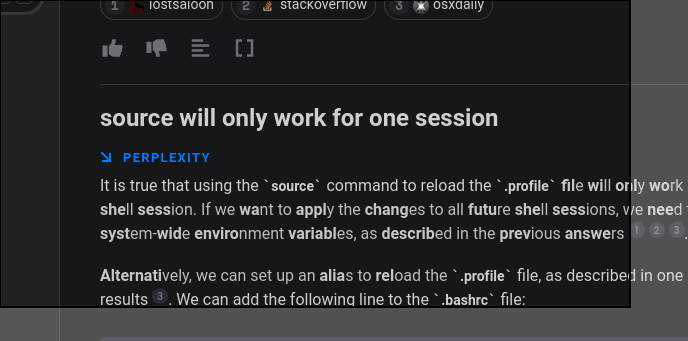 1 lostsaloon 2 stackoverflow 3 osxdaily
source will only work for one session
PERPLEXITY
It is true that using the `source` command to reload the `.profile` file will only work
shell session. If we want to apply the changes to all future shell sessions, we need
system-wide environment variables, as described in the previous answers 1 2 3.
Alternatively, we can set up an alias to reload the `.profile` file, as described in one
results 3. We can add the following line to the `.bashrc` file: